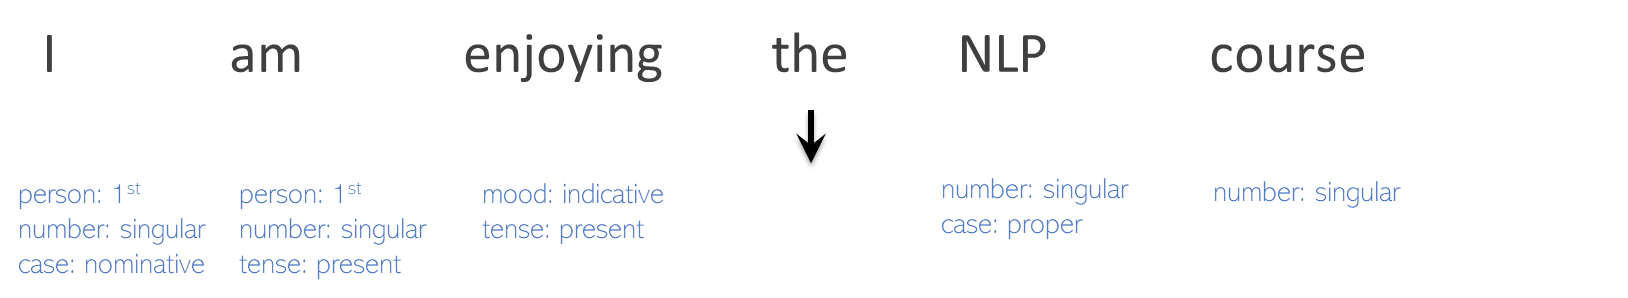 I am enjoying the NLP course
person: 1st
number: singular
case: nominative
person: 1st
number: singular
tense: present
mood: indicative
tense: present
number: singular
case: proper
number: singular